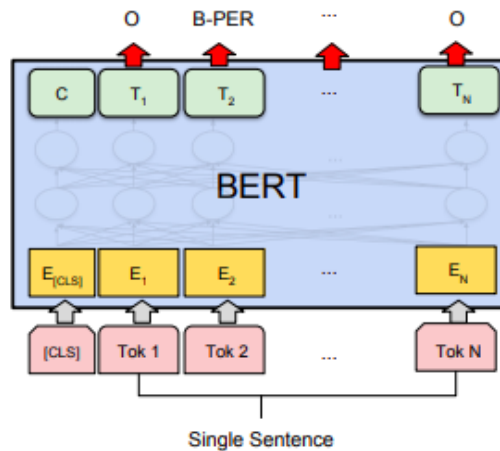 O B-PER ... O
C T1 T2 ... TN
...
BERT
...
E[CLS] E1 E2 ... EN
[CLS] Tok 1 Tok 2 ... Tok N
Single Sentence